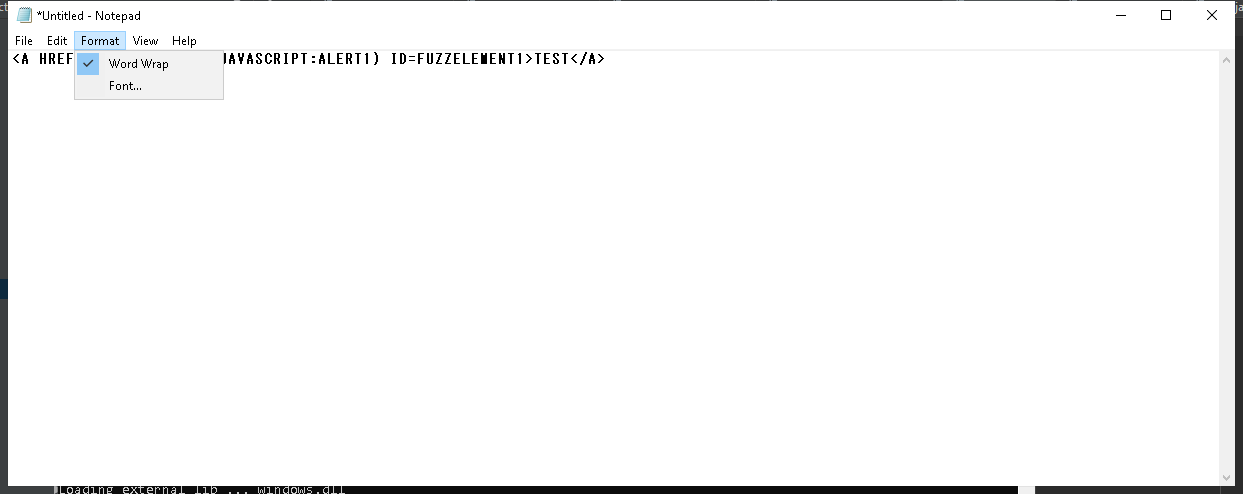 *Untitled - Notepad
File Edit Format View Help
<A HREF JAVASCRIPT:ALERT1) ID=FUZZELEMENT1>TEST</A>
Word Wrap
Font...
Loading external lib ... windows.dll